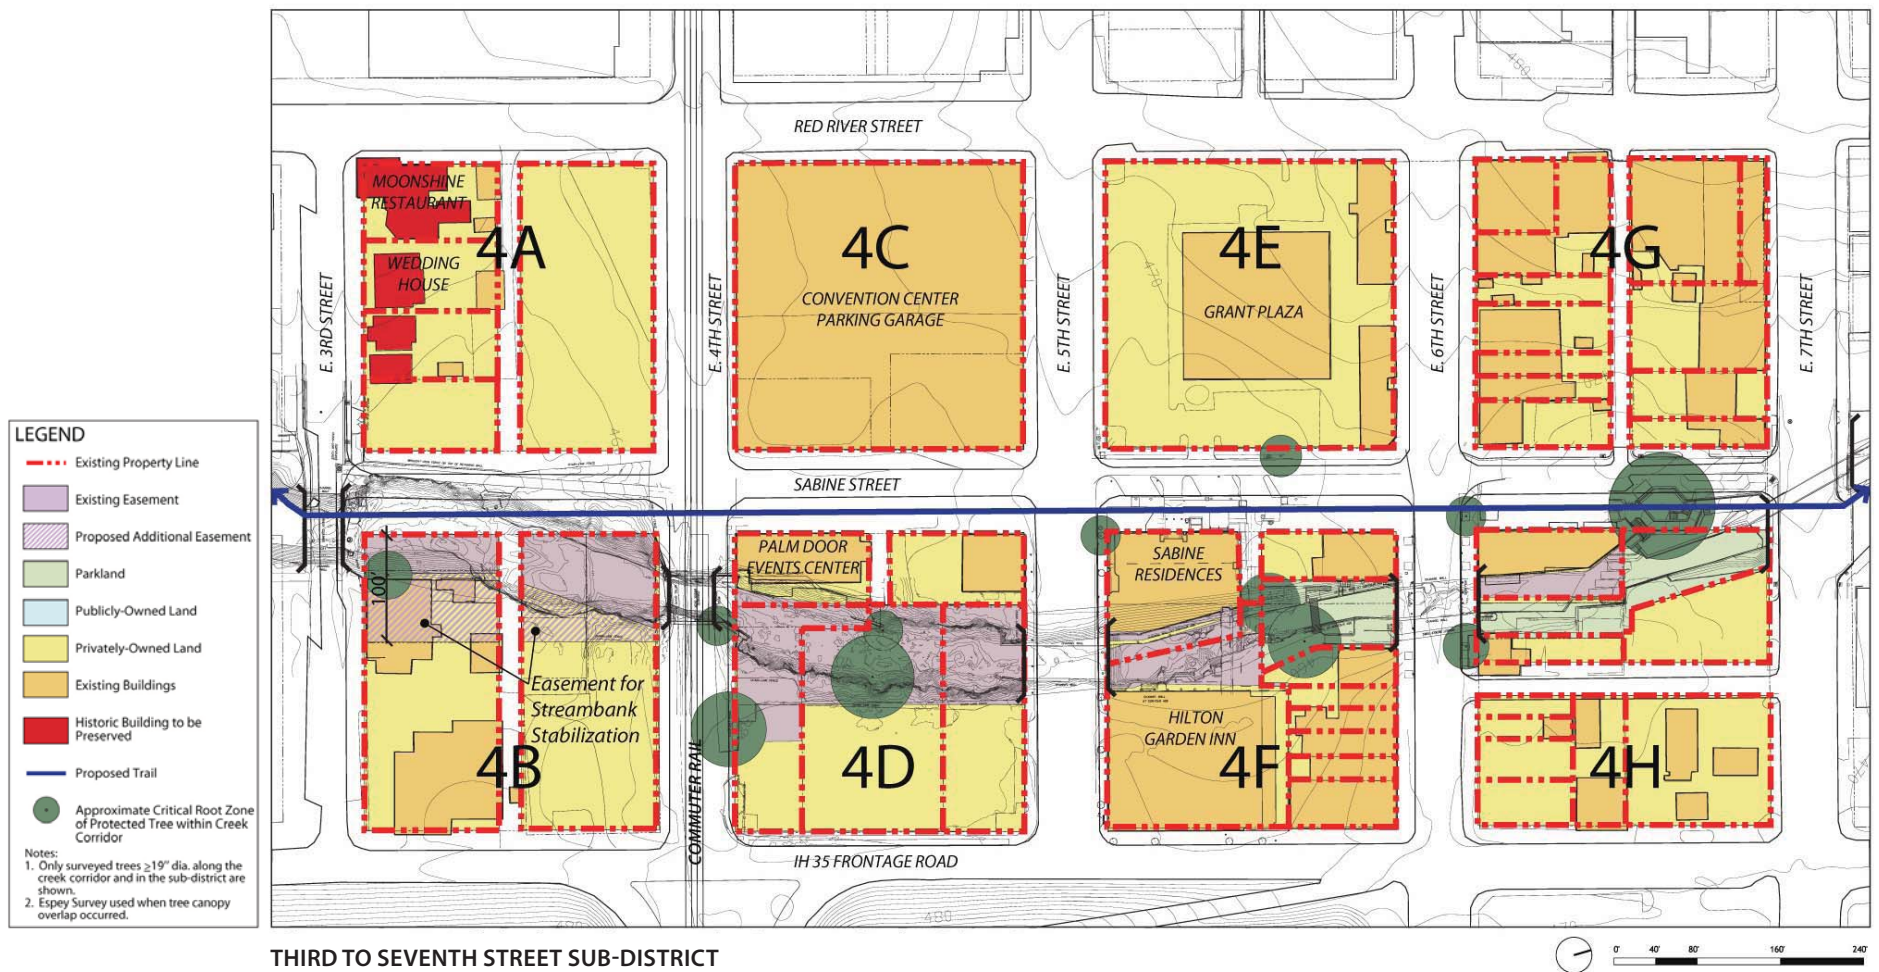 RED RIVER STREET
MOONSHINE
RESTAURANT
4A
WEDDING
HOUSE
4C
CONVENTION CENTER
PARKING GARAGE
4E
GRANT PLAZA
4G
E. 3RD STREET
E. 4TH STREET
E. 5TH STREET
E. 6TH STREET
E. 7TH STREET
480
470
SABINE STREET
PALM DOOR
EVENTS CENTER
SABINE
RESIDENCES
100'
Easement for
Streambank
Stabilization
4B
COMMUTER RAIL
4D
HILTON
GARDEN INN
4F
4H
IH 35 FRONTAGE ROAD
480
LEGEND
Existing Property Line
Existing Easement
Proposed Additional Easement
Parkland
Publicly-Owned Land
Privately-Owned Land
Existing Buildings
Historic Building to be
Preserved
Proposed Trail
Approximate Critical Root Zone
of Protected Tree within Creek
Corridor
Notes:
1. Only surveyed trees ≥19" dia. along the
creek corridor and in the sub-district are
shown.
2. Espey Survey used when tree canopy
overlap occurred.
THIRD TO SEVENTH STREET SUB-DISTRICT
0' 40' 80' 160' 240'